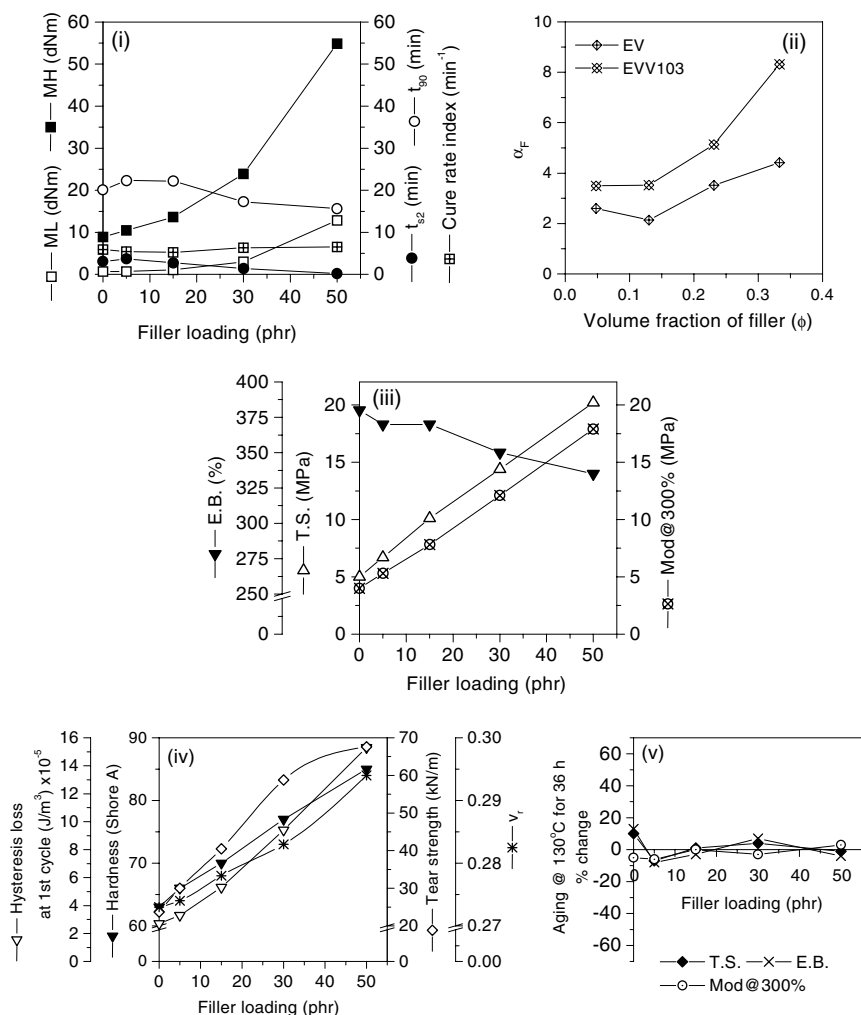 (i)
MH (dNm)
ML (dNm)
60
50
40
30
20
10
0
60
50
40
30
20
10
0
t90 (min)
Cure rate index (min-1)
ts2 (min)
0 10 20 30 40 50
Filler loading (phr)
(ii)
EV
EVV103
αF
10
8
6
4
2
0
0.0 0.1 0.2 0.3 0.4
Volume fraction of filler (ϕ)
(iii)
E.B. (%)
400
375
350
325
300
275
250
0
T.S. (MPa)
20
15
10
5
0
20
15
10
5
0
Mod@300% (MPa)
0 10 20 30 40 50
Filler loading (phr)
(iv)
Hysteresis loss
at 1st cycle (J/m3) x10-5
16
14
12
10
8
6
4
2
0
Hardness (Shore A)
90
80
70
60
0
70
60
50
40
30
20
0
Tear strength (kN/m)
0.30
0.29
0.28
0.27
0.00
vr
0 10 20 30 40 50
Filler loading (phr)
(v)
Aging @ 130°C for 36 h
% change
60
40
20
0
-20
-40
-60
0 10 20 30 40 50
Filler loading (phr)
T.S. E.B.
Mod@300%